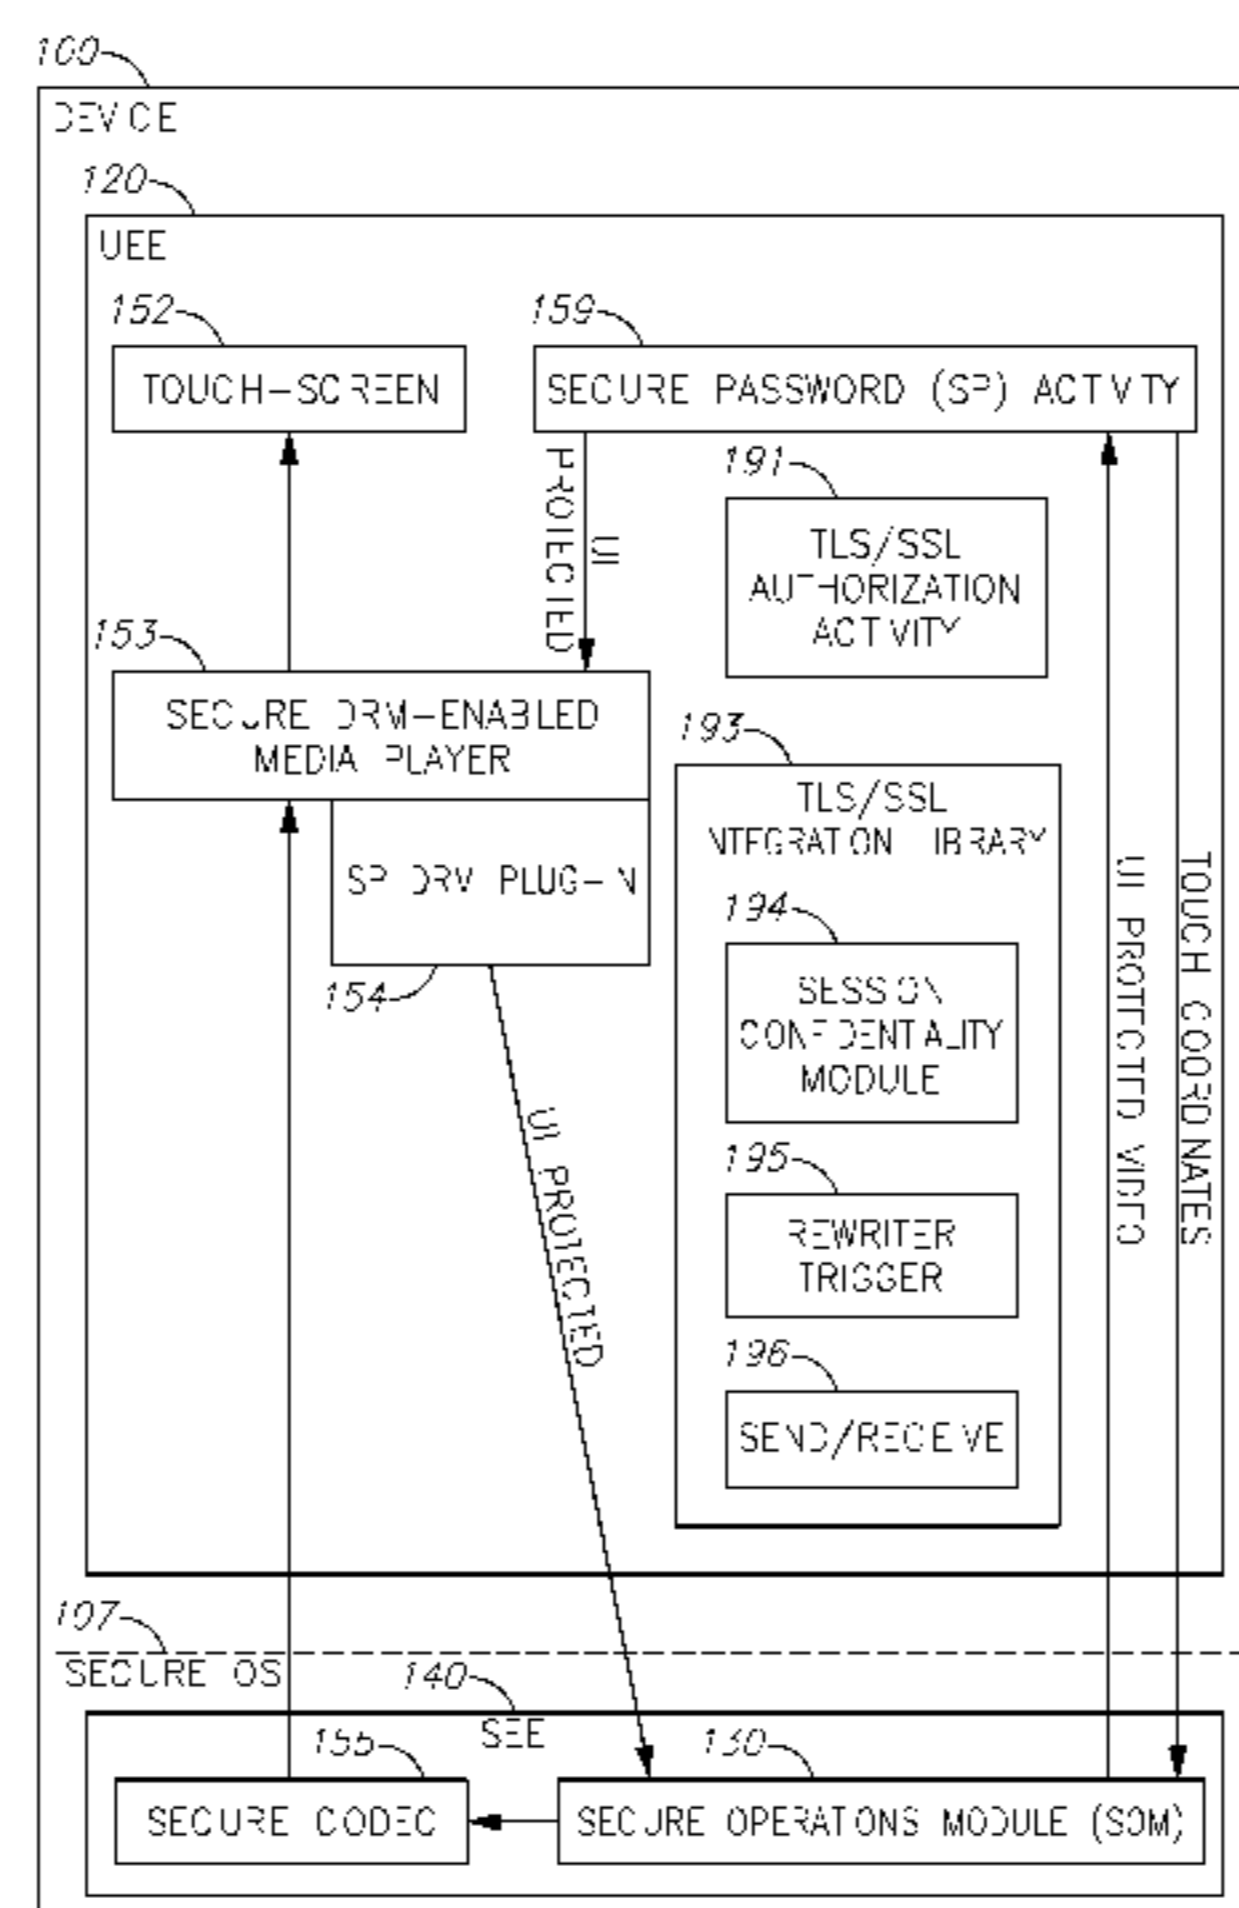 100
DEVICE
120
UEE
152
TOUCH-SCREEN
159
SECURE PASSWORD (SP) ACTIVITY
UI
PROTECTED
191
TLS/SSL
AUTHORIZATION
ACTIVITY
153
SECURE DRM-ENABLED
MEDIA PLAYER
193
TLS/SSL
INTEGRATION LIBRARY
SP DRM PLUG-IN
154
194
SESSION
CONFIDENTALITY
MODULE
UI PROTECTED
195
REWRITER
TRIGGER
196
SEND/RECEIVE
UI PROTECTED VIDEO
TOUCH COORDINATES
107
SECURE OS
140
SEE
155
SECURE CODEC
130
SECURE OPERATIONS MODULE (SOM)